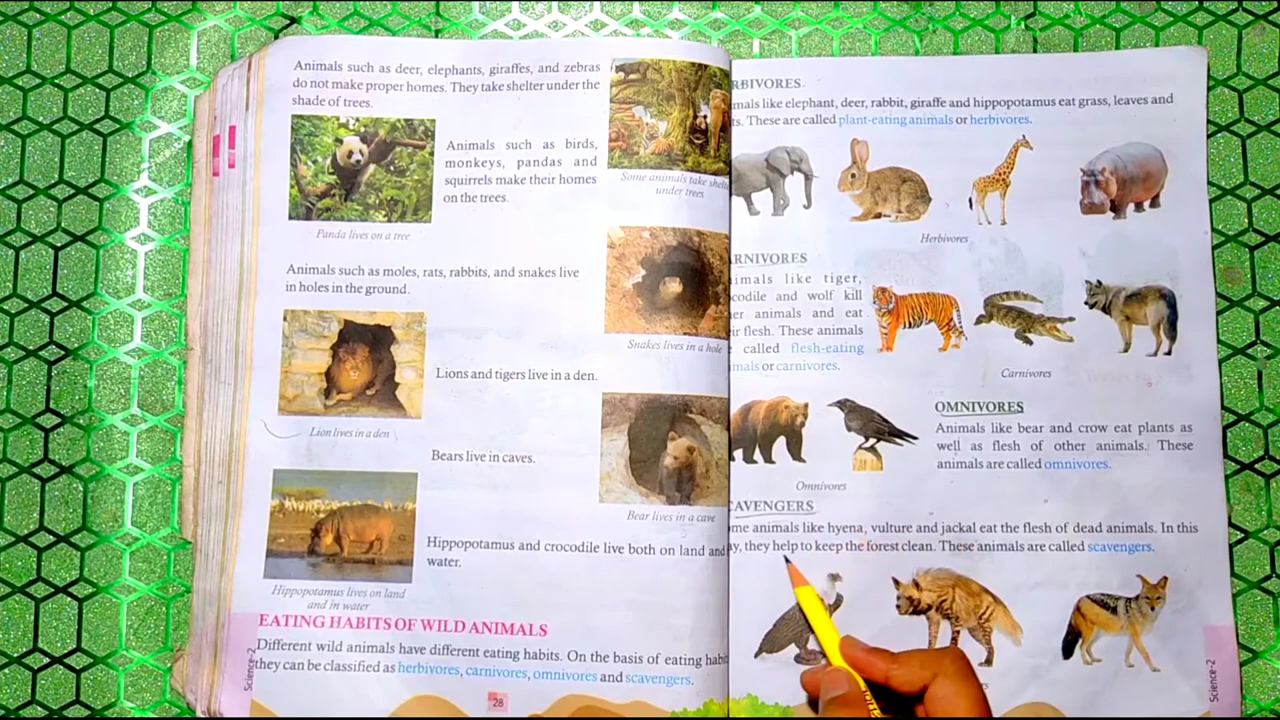 Animals such as deer, elephants, giraffes, and zebras
do not make proper homes. They take shelter under the
shade of trees.
Animals such as birds,
monkeys, pandas and
squirrels make their homes
on the trees.
Some animals take
under trees
Panda lives on a tree
Animals such as moles, rats, rabbits, and snakes live
in holes in the ground.
Snakes lives in a hole
Lions and tigers live in a den.
Lion lives in a den
Bears live in caves.
Bear lives in a cave
Hippopotamus and crocodile live both on land and
water.
Hippopotamus lives on land
and in water
EATING HABITS OF WILD ANIMALS
Different wild animals have different eating habits. On the basis of eating
they can be classified as herbivores, carnivores, omnivores and scavengers.
Science-2
28
RBIVORES
mals like elephant, deer, rabbit, giraffe and hippopotamus eat grass, leaves and
ts. These are called plant-eating animals or herbivores.
Herbivores
RNIVORES
imals like tiger,
codile and wolf kill
er animals and eat
ir flesh. These animals
called flesh-eating
mals or carnivores.
Carnivores
OMNIVORES
Animals like bear and crow eat plants as
well as flesh of other animals. These
animals are called omnivores.
Omnivores
AVENGERS
me animals like hyena, vulture and jackal eat the flesh of dead animals. In this
ay, they help to keep the forest clean. These animals are called scavengers.
Science-2